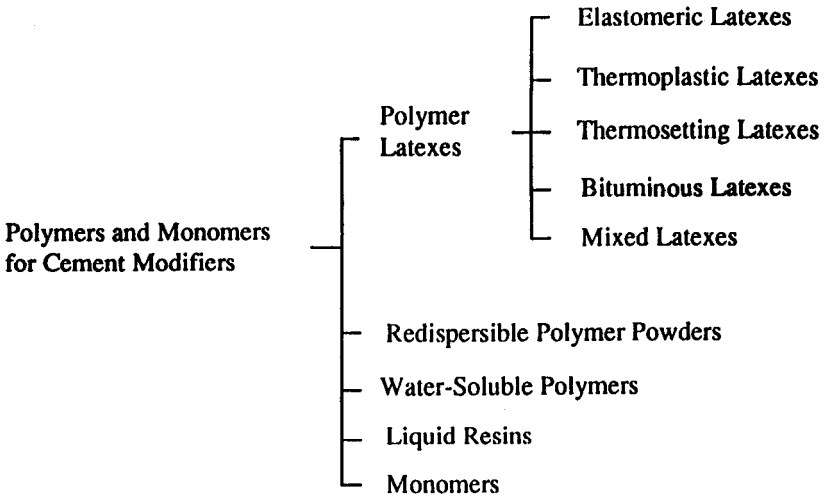 Elastomeric Latexes
Thermoplastic Latexes
Polymer
Latexes
Thermosetting Latexes
Bituminous Latexes
Mixed Latexes
Polymers and Monomers
for Cement Modifiers
Redispersible Polymer Powders
Water-Soluble Polymers
Liquid Resins
Monomers